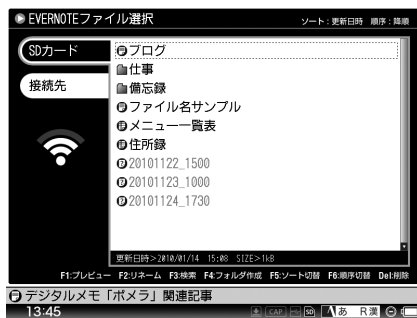 EVERNOTEファイル選択 ソート：更新日時 順序：降順
SDカード
接続先
ブログ
仕事
備忘録
ファイル名サンプル
メニュー一覧表
住所録
20101122_1500
20101123_1000
20101124_1730
更新日時>2010/01/14 15:08 SIZE>1kB
F1:プレビュー F2:リネーム F3:検索 F4:フォルダ作成 F5:ソート切替 F6:順序切替 Del:削除
デジタルメモ「ポメラ」関連記事
13:45 CAP SD あ R漢